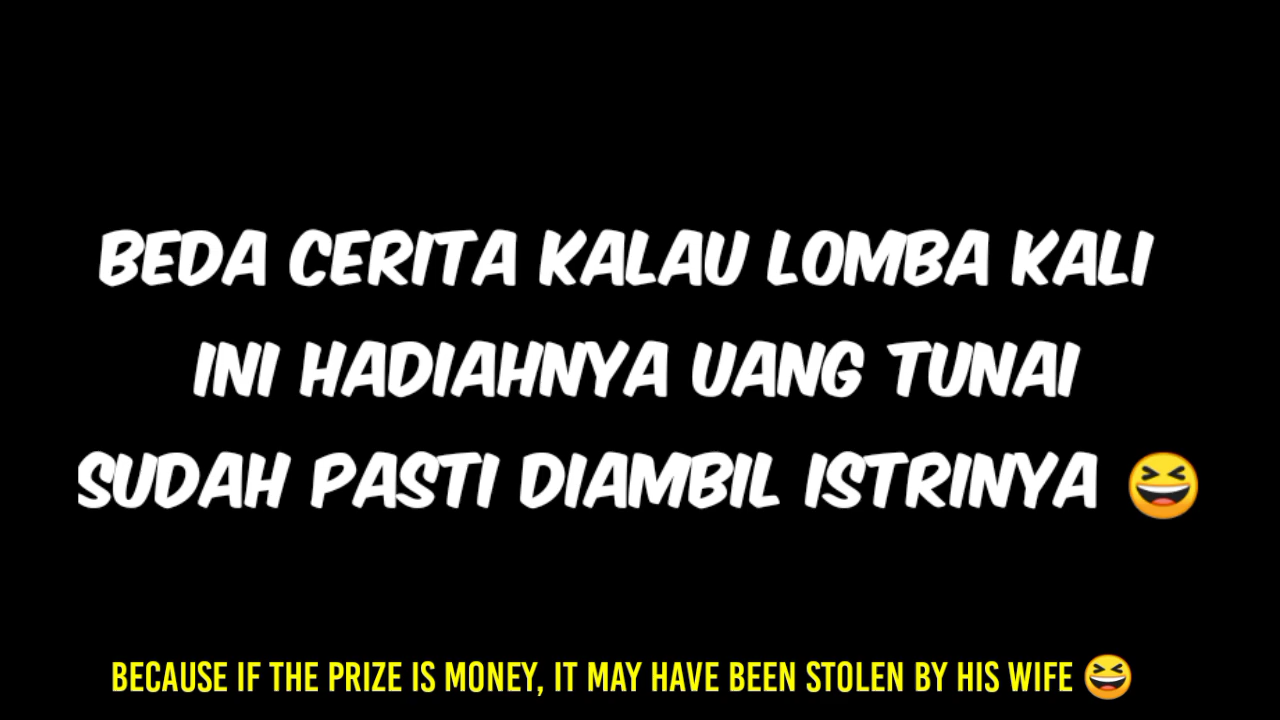 BEDA CERITA KALAU LOMBA KALI
INI HADIAHNYA UANG TUNAI
SUDAH PASTI DIAMBIL ISTRINYA 😆
BECAUSE IF THE PRIZE IS MONEY, IT MAY HAVE BEEN STOLEN BY HIS WIFE 😆